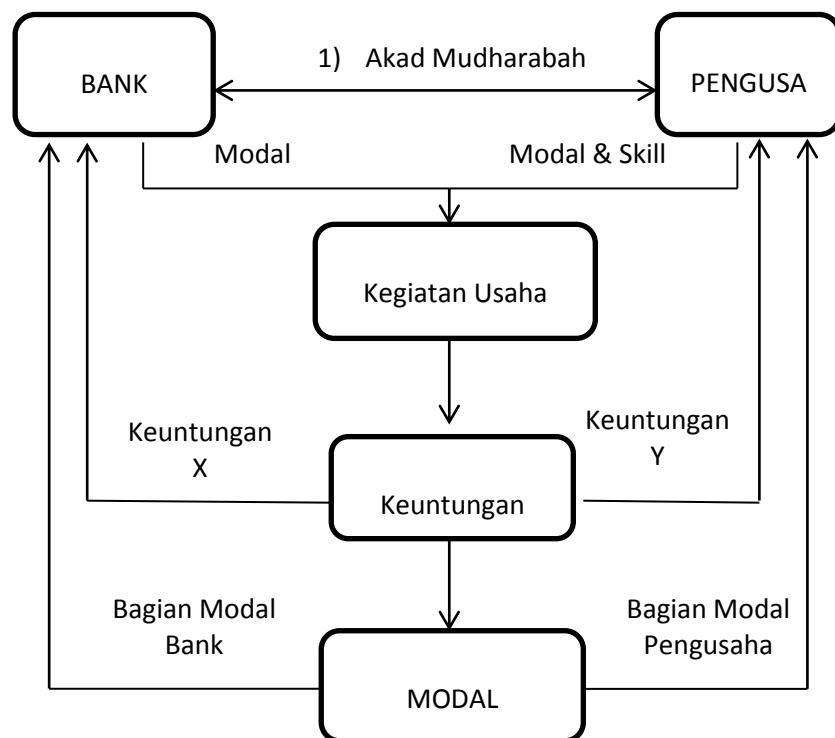 1) Akad Mudharabah
BANK
PENGUSA
Modal
Modal & Skill
Kegiatan Usaha
Keuntungan
X
Keuntungan
Y
Keuntungan
Bagian Modal
Bank
Bagian Modal
Pengusaha
MODAL